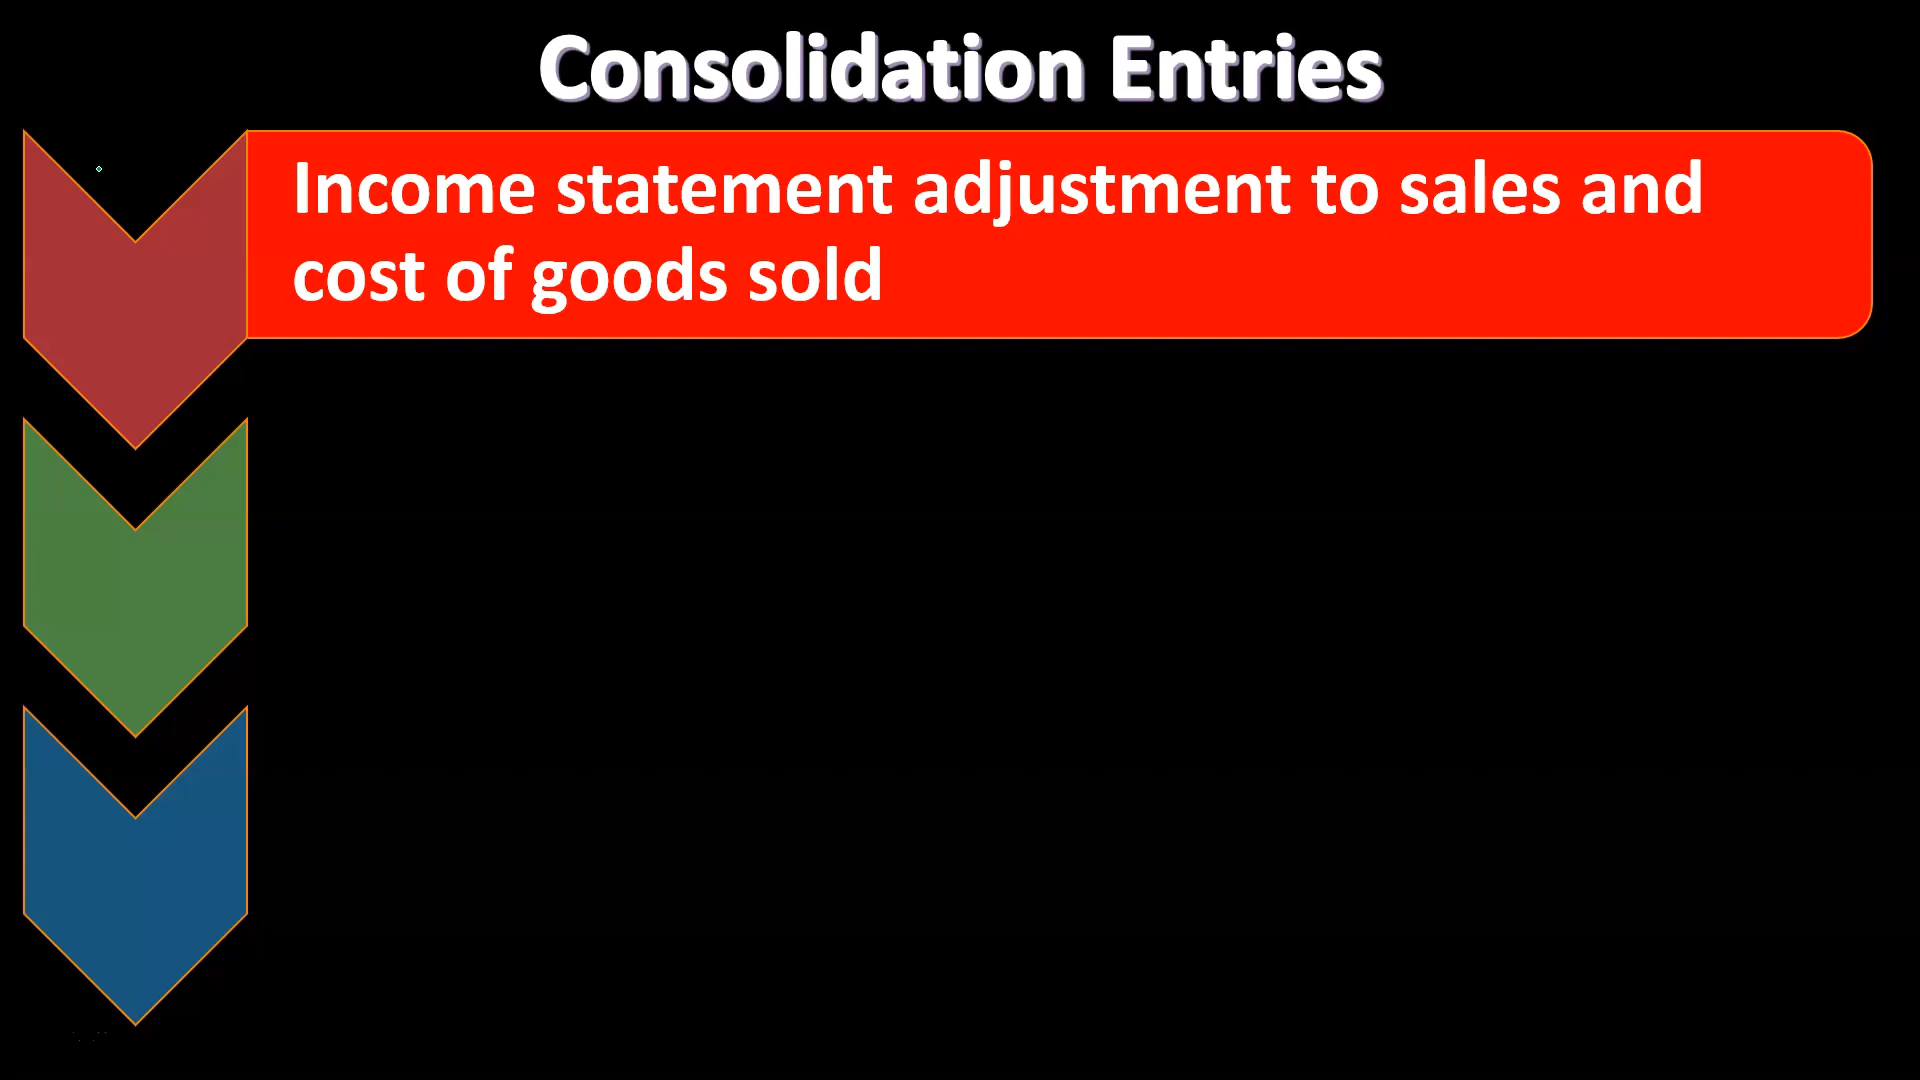 Consolidation Entries
Income statement adjustment to sales and
cost of goods sold